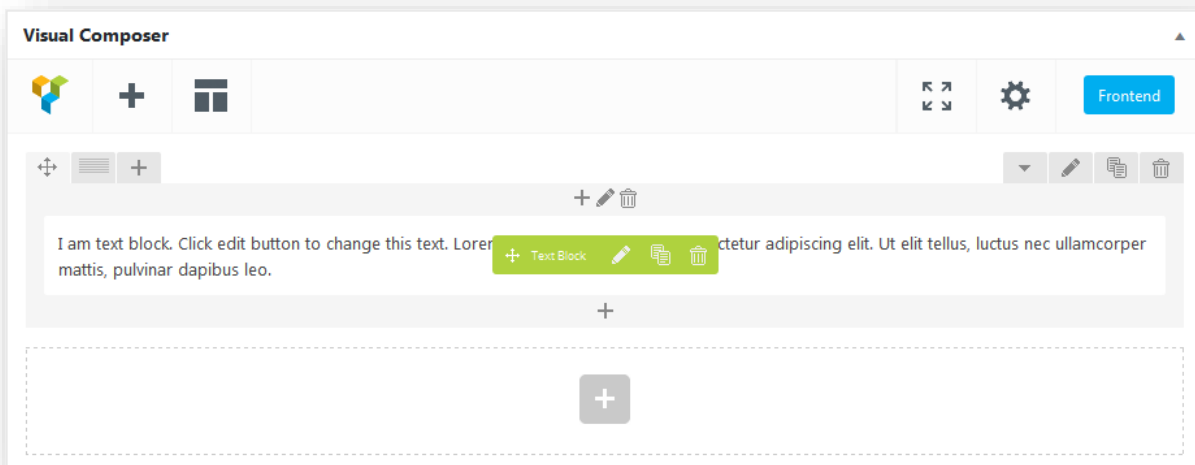 Visual Composer
Frontend
I am text block. Click edit button to change this text. Lorem ctetur adipiscing elit. Ut elit tellus, luctus nec ullamcorper
Text Block
mattis, pulvinar dapibus leo.